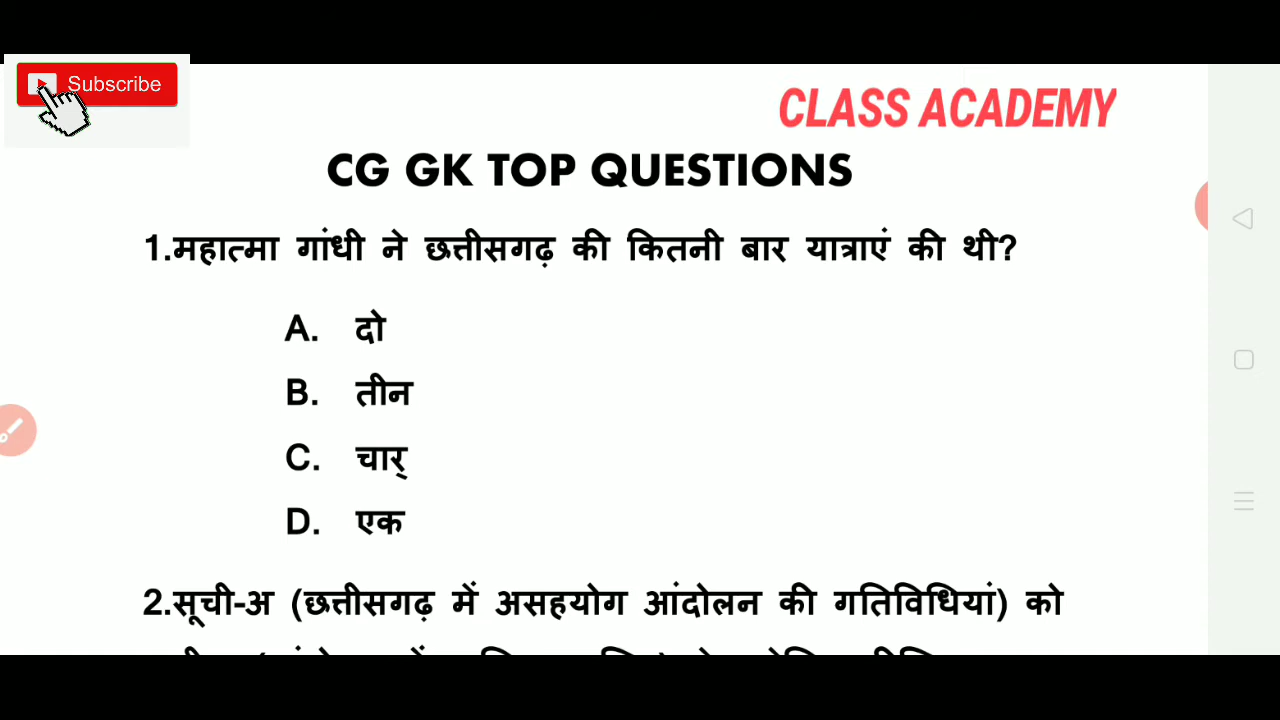 Subscribe
CLASS ACADEMY
CG GK TOP QUESTIONS
1.महात्मा गांधी ने छत्तीसगढ़ की कितनी बार यात्राएं की थी?
A. दो
B. तीन
C. चार्
D. एक
2.सूची-अ (छत्तीसगढ़ में असहयोग आंदोलन की गतिविधियां) को